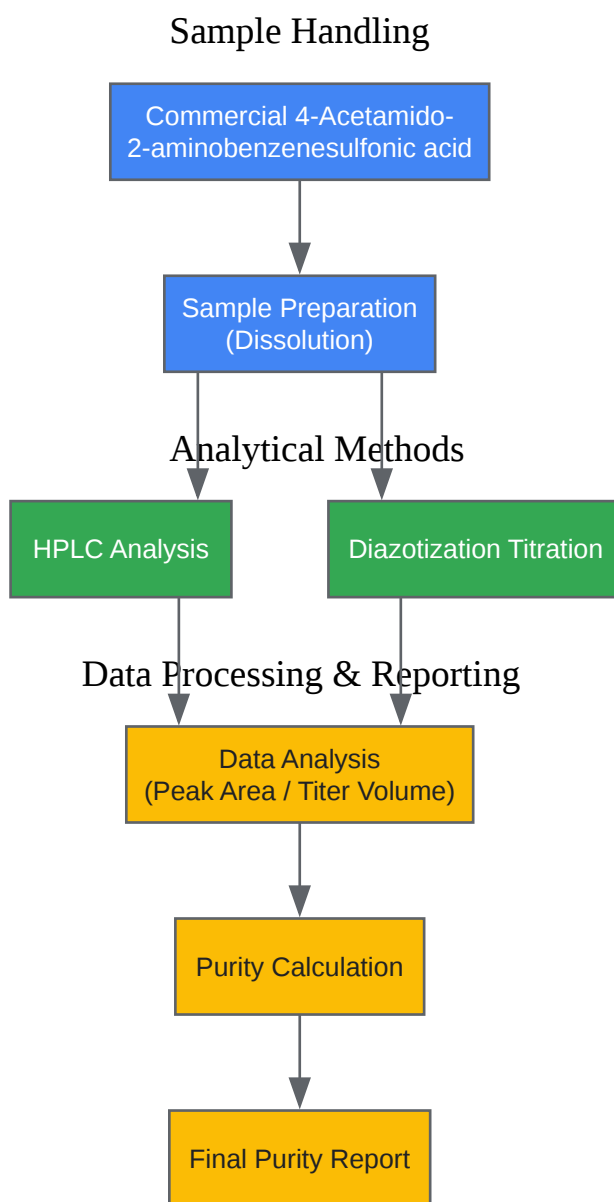 Sample Handling
Commercial 4-Acetamido-
2-aminobenzenesulfonic acid
Sample Preparation
(Dissolution)
Analytical Methods
HPLC Analysis
Diazotization Titration
Data Processing & Reporting
Data Analysis
(Peak Area / Titer Volume)
Purity Calculation
Final Purity Report